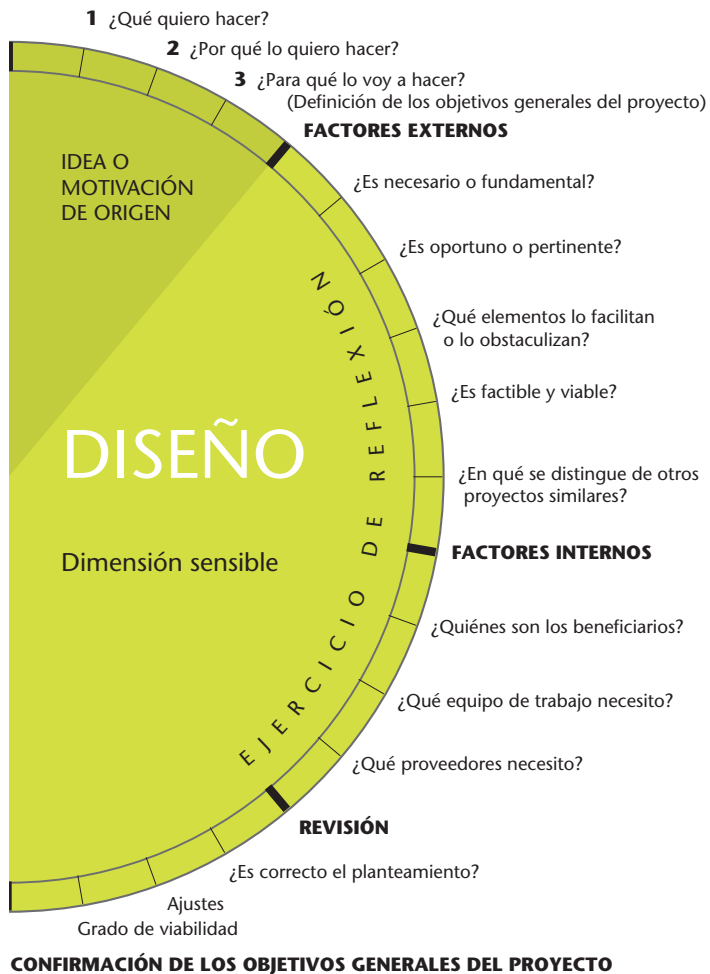 1 ¿Qué quiero hacer?
2 ¿Por qué lo quiero hacer?
3 ¿Para qué lo voy a hacer?
(Definición de los objetivos generales del proyecto)
FACTORES EXTERNOS
IDEA O
MOTIVACIÓN
DE ORIGEN
¿Es necesario o fundamental?
¿Es oportuno o pertinente?
¿Qué elementos lo facilitan
o lo obstaculizan?
¿Es factible y viable?
¿En qué se distingue de otros
proyectos similares?
DISEÑO
Dimensión sensible
EJERCICIO DE REFLEXIÓN
FACTORES INTERNOS
¿Quiénes son los beneficiarios?
¿Qué equipo de trabajo necesito?
¿Qué proveedores necesito?
REVISIÓN
¿Es correcto el planteamiento?
Ajustes
Grado de viabilidad
CONFIRMACIÓN DE LOS OBJETIVOS GENERALES DEL PROYECTO